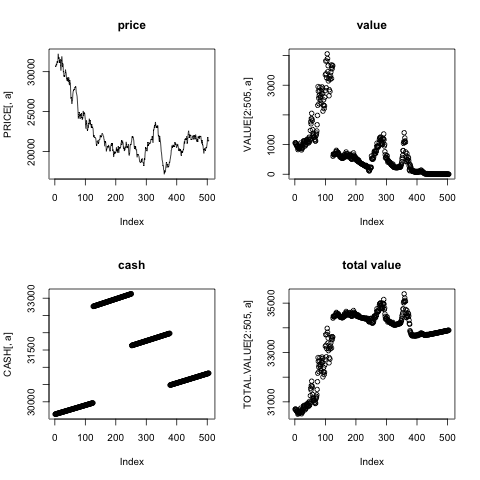 price
PRICE[, a]
30000
25000
20000
0 100 200 300 400 500
Index
value
VALUE[2:505, a]
3000
1000
0
0 100 200 300 400 500
Index
cash
CASH[, a]
33000
31500
30000
0 100 200 300 400 500
Index
total value
TOTAL.VALUE[2:505, a]
35000
33000
31000
0 100 200 300 400 500
Index